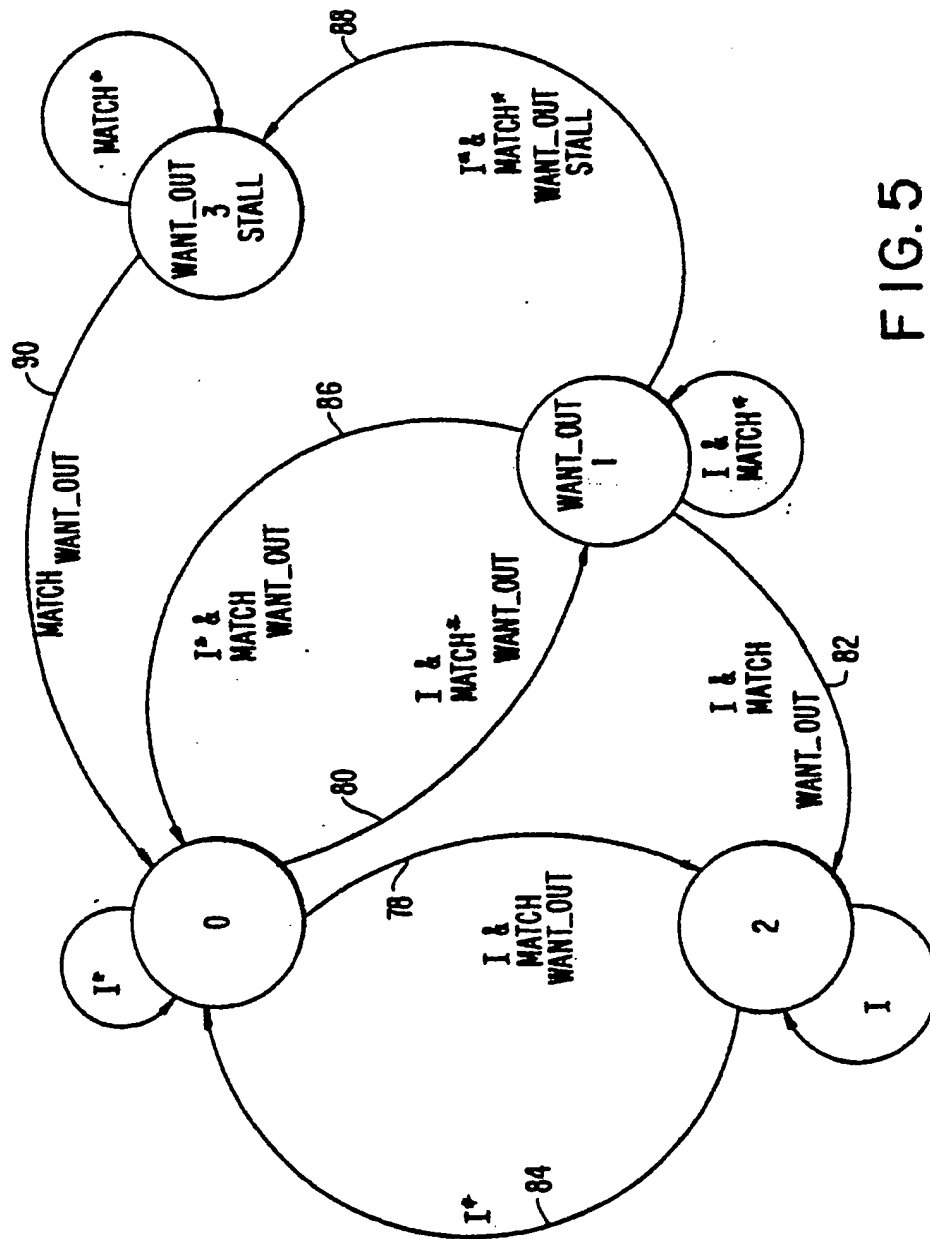 I*
MATCH
WANT_OUT
90
MATCH*
0
WANT_OUT
3
STALL
I* &
MATCH
WANT_OUT
86
88
80
78
I &
MATCH*
WANT_OUT
I* &
MATCH*
WANT_OUT
STALL
I*
84
I &
MATCH
WANT_OUT
WANT_OUT
1
I &
MATCH*
I &
MATCH
WANT_OUT
82
2
I
FIG. 5